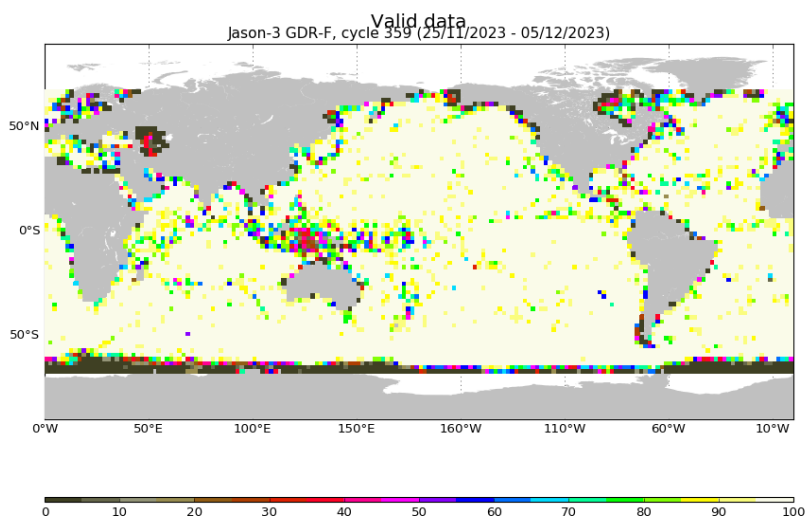 Valid data
Jason-3 GDR-F, cycle 359 (25/11/2023 - 05/12/2023)
50°N
0°S
50°S
0°W 50°E 100°E 150°E 160°W 110°W 60°W 10°W
0 10 20 30 40 50 60 70 80 90 100